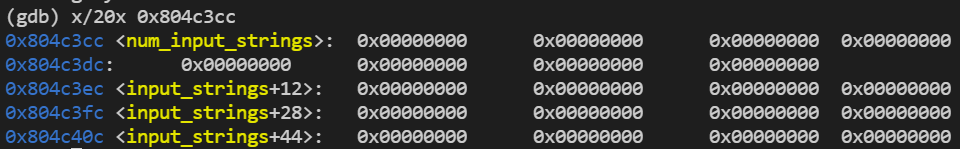 (gdb) x/20x 0x804c3cc
0x804c3cc <num_input_strings>: 0x00000000 0x00000000 0x00000000 0x00000000
0x804c3dc: 0x00000000 0x00000000 0x00000000 0x00000000
0x804c3ec <input_strings+12>: 0x00000000 0x00000000 0x00000000 0x00000000
0x804c3fc <input_strings+28>: 0x00000000 0x00000000 0x00000000 0x00000000
0x804c40c <input_strings+44>: 0x00000000 0x00000000 0x00000000 0x00000000